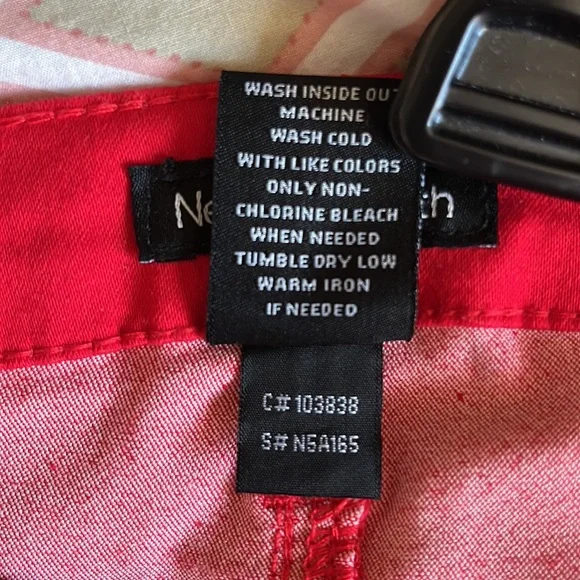 WASH INSIDE OUT
MACHINE
WASH COLD
WITH LIKE COLORS
ONLY NON-
CHLORINE BLEACH
WHEN NEEDED
TUMBLE DRY LOW
WARM IRON
IF NEEDED
C# 103838
S# N5A165